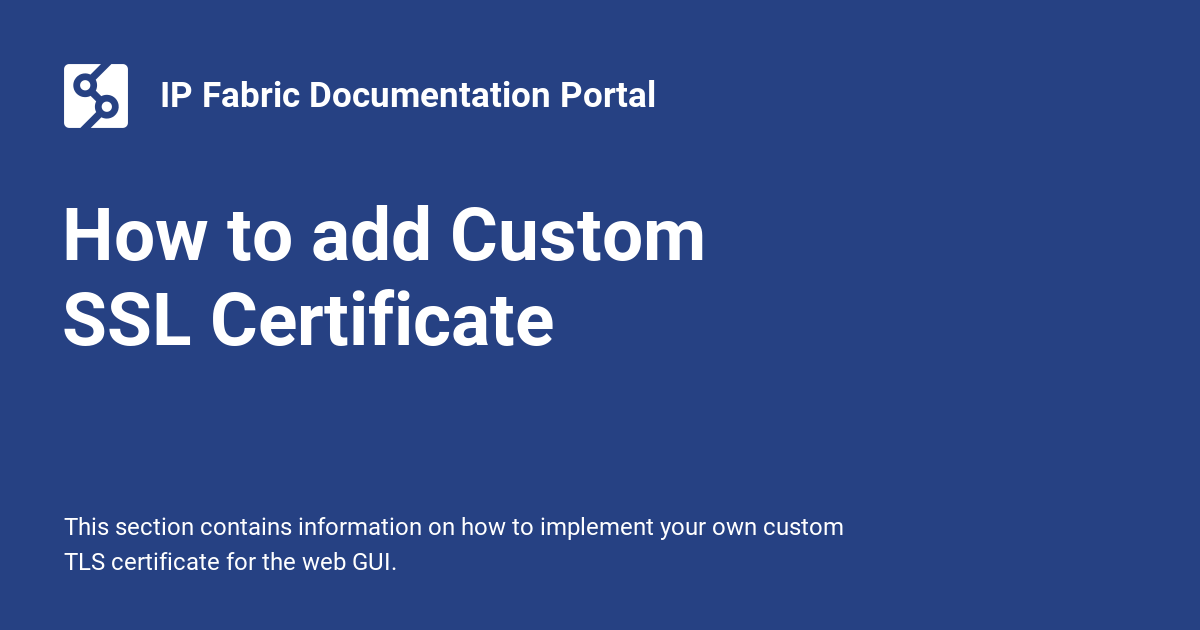 IP Fabric Documentation Portal
How to add Custom
SSL Certificate
This section contains information on how to implement your own custom
TLS certificate for the web GUI.